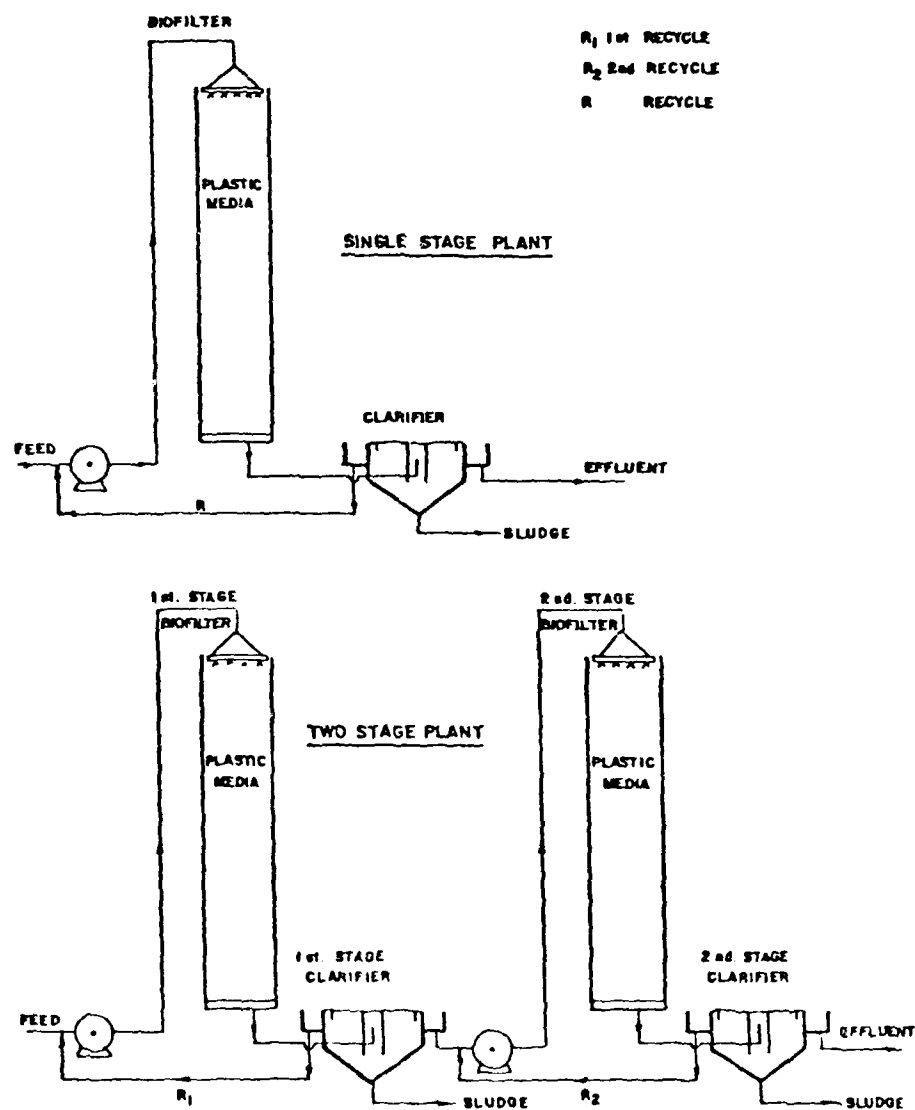 BIOFILTER
R1 1st RECYCLE
R2 2nd RECYCLE
R RECYCLE
PLASTIC
MEDIA
SINGLE STAGE PLANT
CLARIFIER
FEED
EFFLUENT
R
SLUDGE
1st. STAGE
BIOFILTER
2nd. STAGE
BIOFILTER
TWO STAGE PLANT
PLASTIC
MEDIA
PLASTIC
MEDIA
1st. STAGE
CLARIFIER
2nd. STAGE
CLARIFIER
FEED
EFFLUENT
R1
SLUDGE
R2
SLUDGE